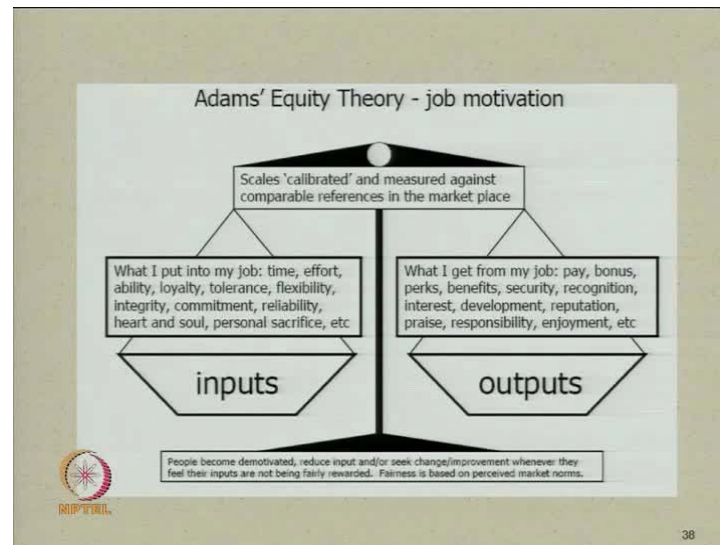 Adams' Equity Theory - job motivation
Scales 'calibrated' and measured against
comparable references in the market place
What I put into my job: time, effort,
ability, loyalty, tolerance, flexibility,
integrity, commitment, reliability,
heart and soul, personal sacrifice, etc
What I get from my job: pay, bonus,
perks, benefits, security, recognition,
interest, development, reputation,
praise, responsibility, enjoyment, etc
inputs
outputs
People become demotivated, reduce input and/or seek change/improvement whenever they
feel their inputs are not being fairly rewarded. Fairness is based on perceived market norms.
NPTEL
38